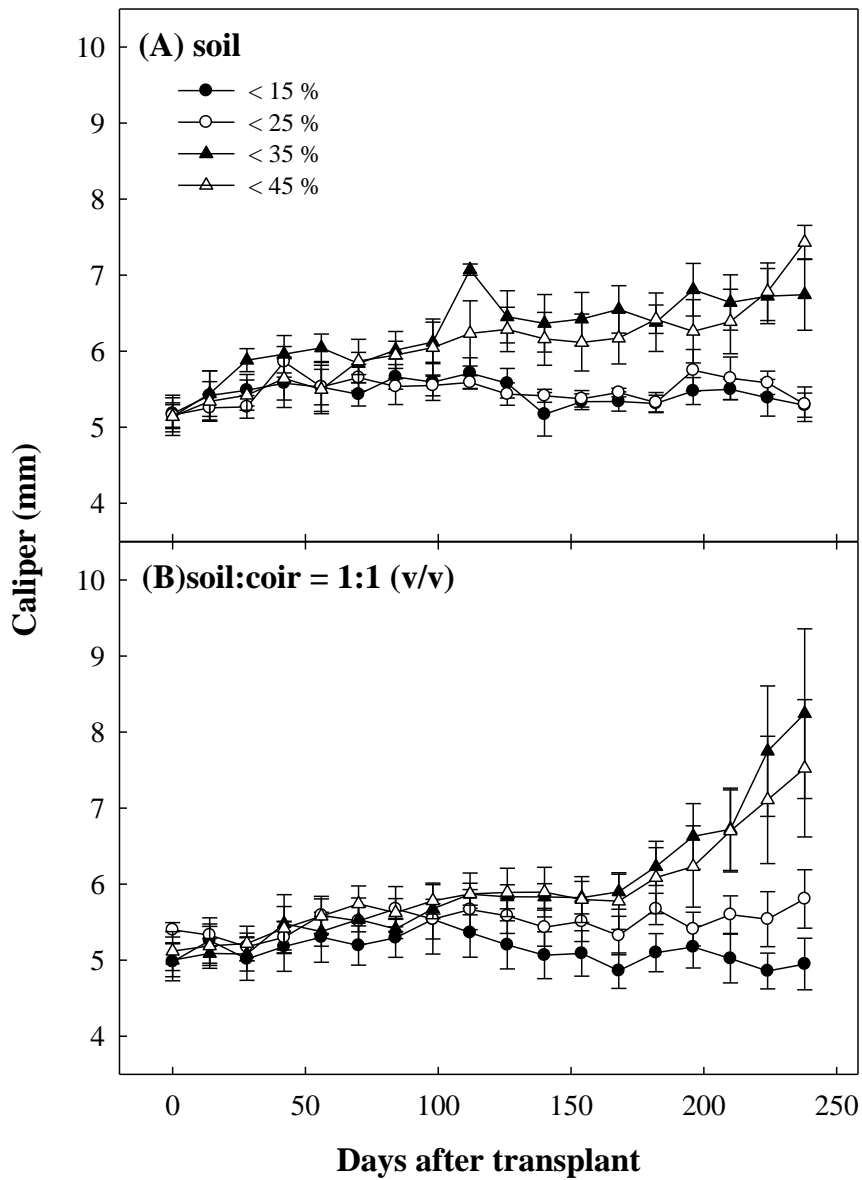 (A) soil
< 15 %
< 25 %
< 35 %
< 45 %
10
9
8
7
6
5
4
Caliper (mm)
(B)soil:coir = 1:1 (v/v)
10
9
8
7
6
5
4
0 50 100 150 200 250
Days after transplant